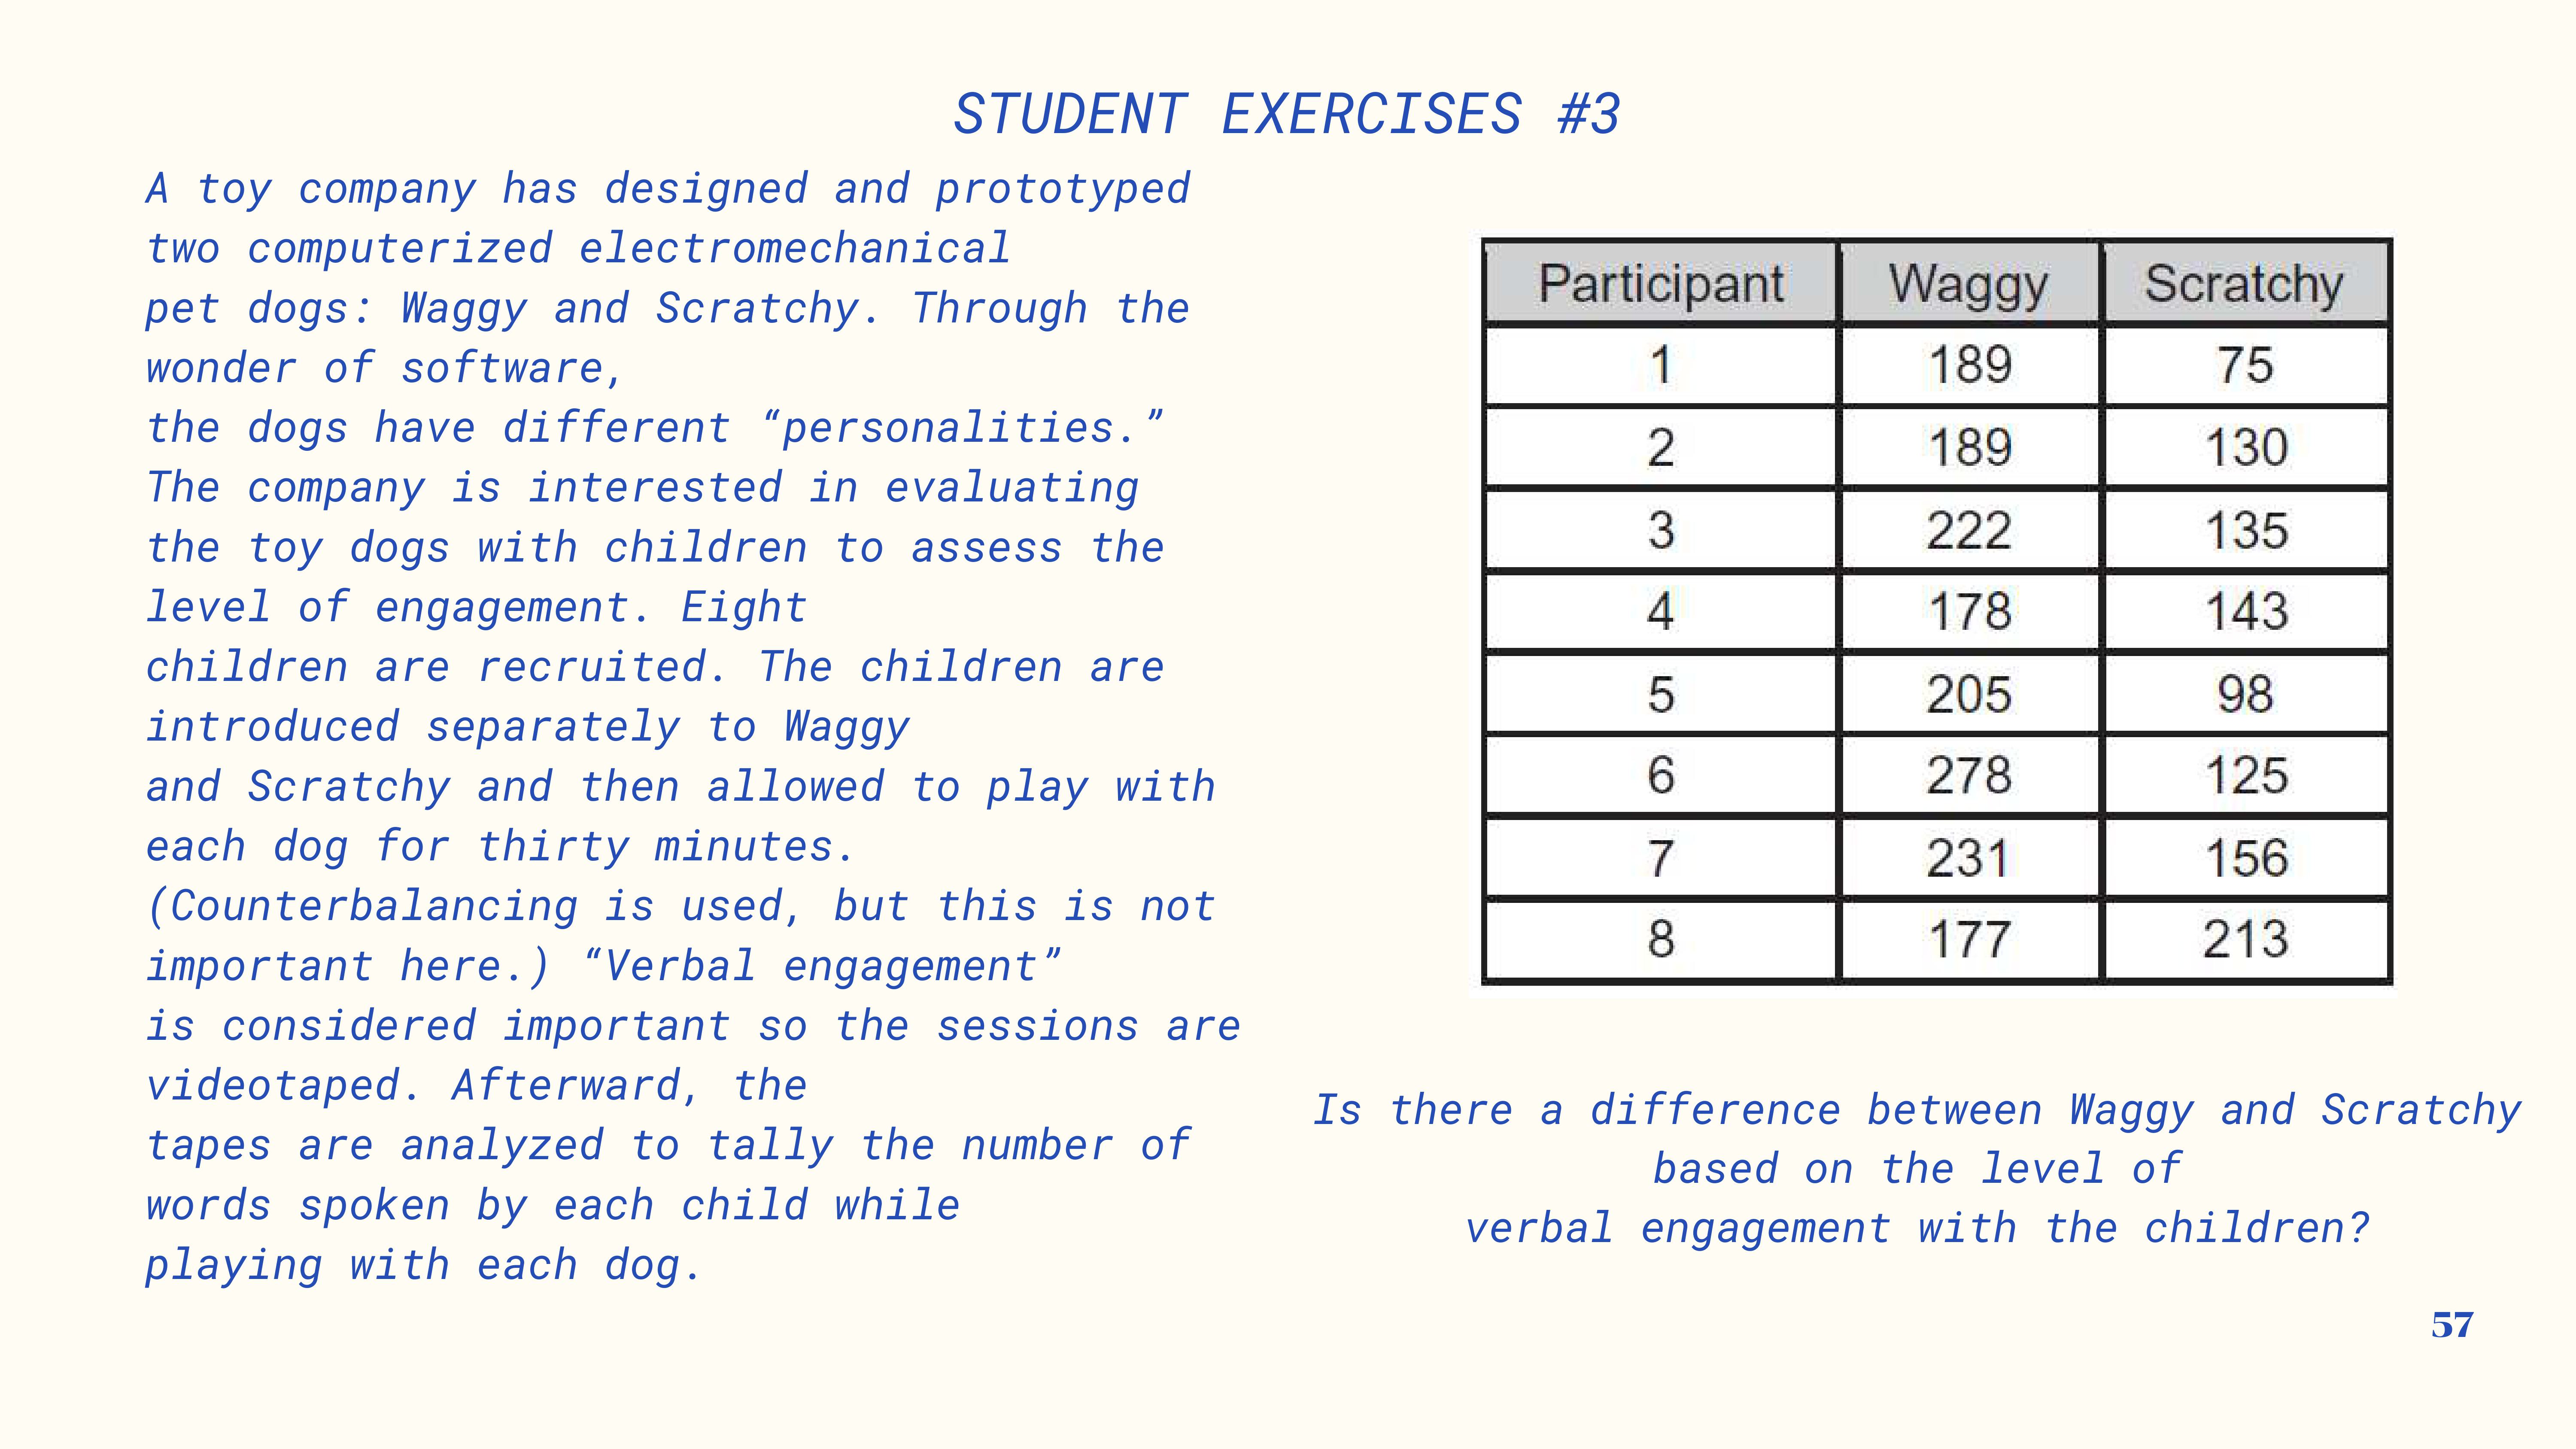 STUDENT EXERCISES #3
A toy company has designed and prototyped
two computerized electromechanical
pet dogs: Waggy and Scratchy. Through the
wonder of software,
the dogs have different “personalities.”
The company is interested in evaluating
the toy dogs with children to assess the
level of engagement. Eight
children are recruited. The children are
introduced separately to Waggy
and Scratchy and then allowed to play with
each dog for thirty minutes.
(Counterbalancing is used, but this is not
important here.) “Verbal engagement”
is considered important so the sessions are
videotaped. Afterward, the
tapes are analyzed to tally the number of
words spoken by each child while
playing with each dog.
Participant Waggy Scratchy
1 189 75
2 189 130
3 222 135
4 178 143
5 205 98
6 278 125
7 231 156
8 177 213
Is there a difference between Waggy and Scratchy
based on the level of
verbal engagement with the children?
57